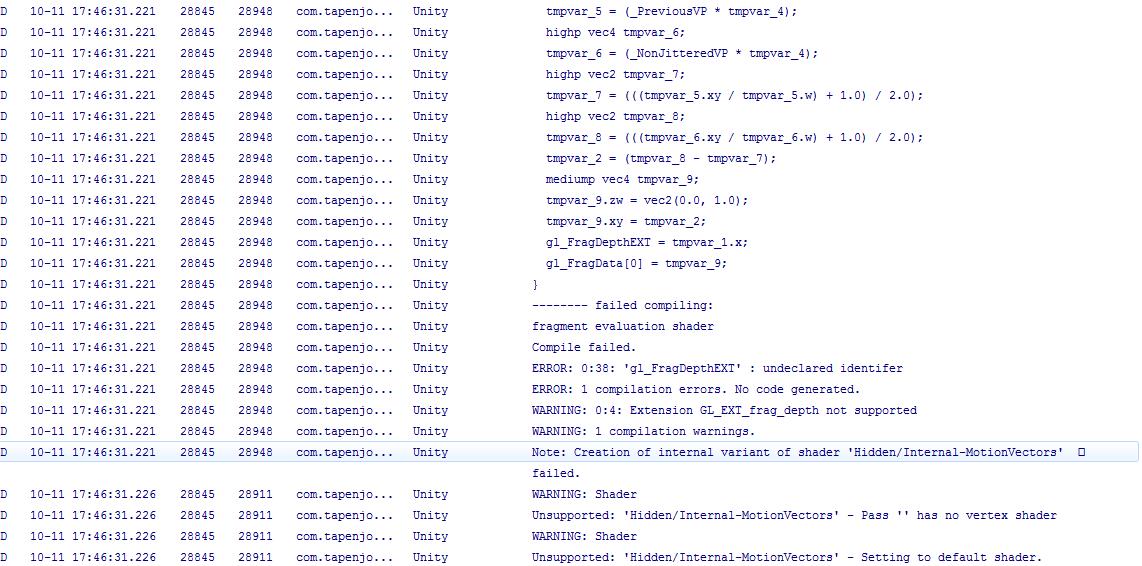 D 10-11 17:46:31.221 28845 28948 com.tapenjo... Unity tmpvar_5 = (_PreviousVP * tmpvar_4);
D 10-11 17:46:31.221 28845 28948 com.tapenjo... Unity highp vec4 tmpvar_6;
D 10-11 17:46:31.221 28845 28948 com.tapenjo... Unity tmpvar_6 = (_NonJitteredVP * tmpvar_4);
D 10-11 17:46:31.221 28845 28948 com.tapenjo... Unity highp vec2 tmpvar_7;
D 10-11 17:46:31.221 28845 28948 com.tapenjo... Unity tmpvar_7 = (((tmpvar_5.xy / tmpvar_5.w) + 1.0) / 2.0);
D 10-11 17:46:31.221 28845 28948 com.tapenjo... Unity highp vec2 tmpvar_8;
D 10-11 17:46:31.221 28845 28948 com.tapenjo... Unity tmpvar_8 = (((tmpvar_6.xy / tmpvar_6.w) + 1.0) / 2.0);
D 10-11 17:46:31.221 28845 28948 com.tapenjo... Unity tmpvar_2 = (tmpvar_8 - tmpvar_7);
D 10-11 17:46:31.221 28845 28948 com.tapenjo... Unity mediump vec4 tmpvar_9;
D 10-11 17:46:31.221 28845 28948 com.tapenjo... Unity tmpvar_9.zw = vec2(0.0, 1.0);
D 10-11 17:46:31.221 28845 28948 com.tapenjo... Unity tmpvar_9.xy = tmpvar_2;
D 10-11 17:46:31.221 28845 28948 com.tapenjo... Unity gl_FragDepthEXT = tmpvar_1.x;
D 10-11 17:46:31.221 28845 28948 com.tapenjo... Unity gl_FragData[0] = tmpvar_9;
D 10-11 17:46:31.221 28845 28948 com.tapenjo... Unity }
D 10-11 17:46:31.221 28845 28948 com.tapenjo... Unity -------- failed compiling:
D 10-11 17:46:31.221 28845 28948 com.tapenjo... Unity fragment evaluation shader
D 10-11 17:46:31.221 28845 28948 com.tapenjo... Unity Compile failed.
D 10-11 17:46:31.221 28845 28948 com.tapenjo... Unity ERROR: 0:38: 'gl_FragDepthEXT' : undeclared identifer
D 10-11 17:46:31.221 28845 28948 com.tapenjo... Unity ERROR: 1 compilation errors. No code generated.
D 10-11 17:46:31.221 28845 28948 com.tapenjo... Unity WARNING: 0:4: Extension GL_EXT_frag_depth not supported
D 10-11 17:46:31.221 28845 28948 com.tapenjo... Unity WARNING: 1 compilation warnings.
D 10-11 17:46:31.221 28845 28948 com.tapenjo... Unity Note: Creation of internal variant of shader 'Hidden/Internal-MotionVectors' □
failed.
D 10-11 17:46:31.226 28845 28911 com.tapenjo... Unity WARNING: Shader
D 10-11 17:46:31.226 28845 28911 com.tapenjo... Unity Unsupported: 'Hidden/Internal-MotionVectors' - Pass '' has no vertex shader
D 10-11 17:46:31.226 28845 28911 com.tapenjo... Unity WARNING: Shader
D 10-11 17:46:31.226 28845 28911 com.tapenjo... Unity Unsupported: 'Hidden/Internal-MotionVectors' - Setting to default shader.